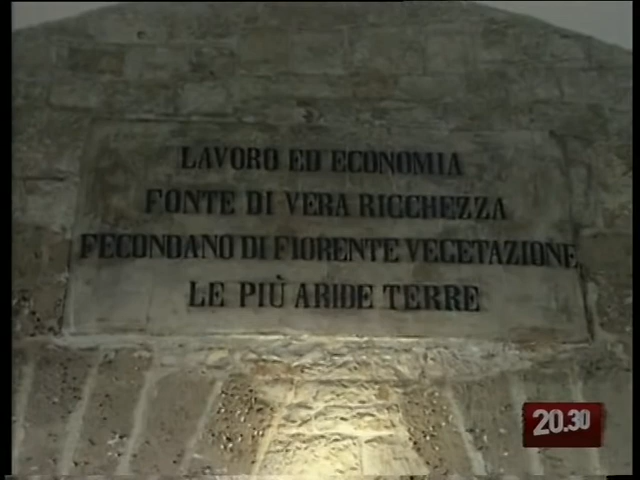 LAVORO ED ECONOMIA
FONTE DI VERA RICCHEZZA
FECONDANO DI FIORENTE VEGETAZIONE
LE PIÙ ARIDE TERRE
20.30